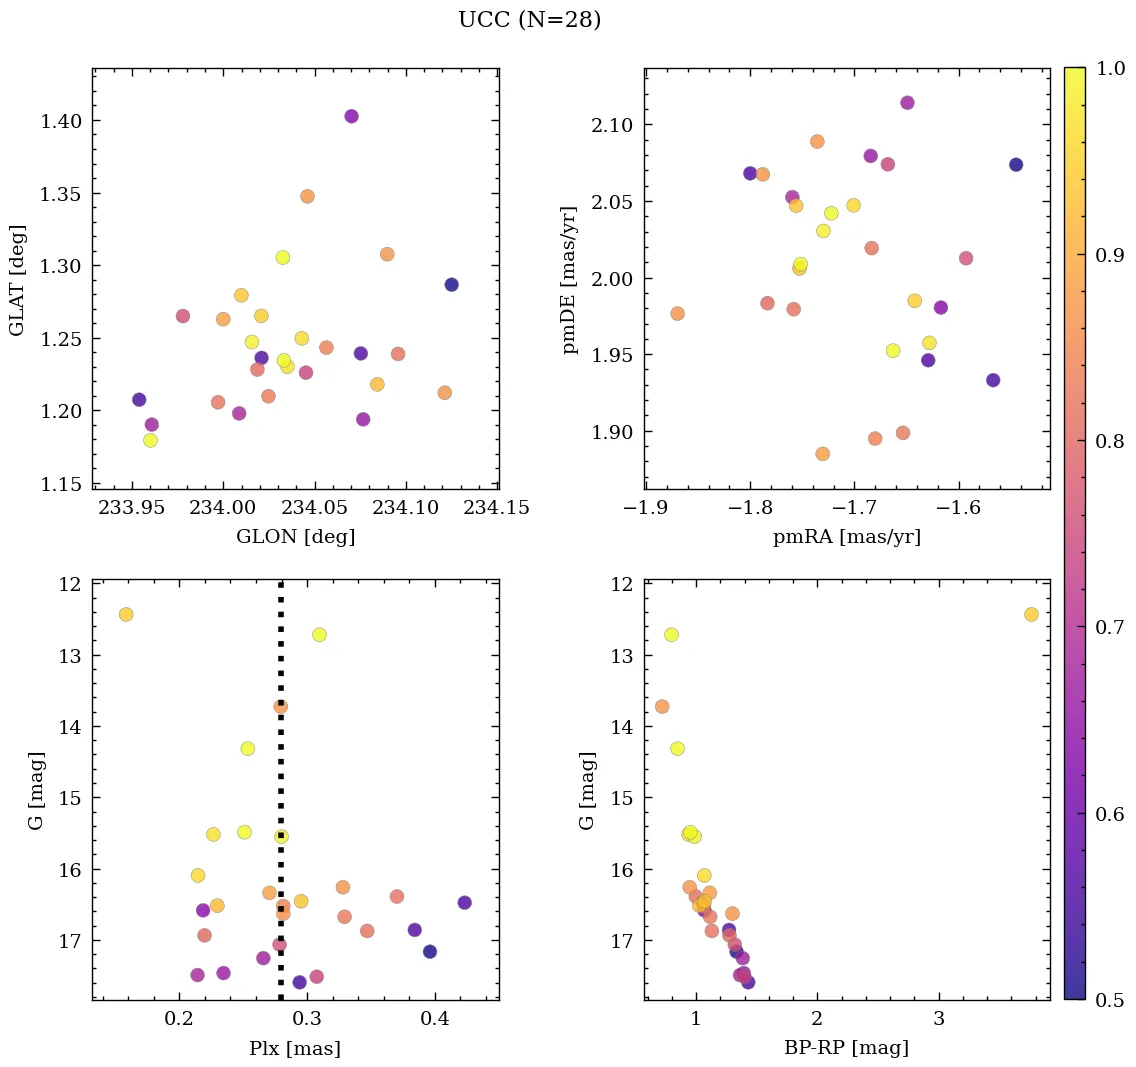 UCC (N=28)
1.40
1.35
1.30
1.25
1.20
1.15
GLAT [deg]
233.95 234.00 234.05 234.10 234.15
GLON [deg]
2.10
2.05
2.00
1.95
1.90
pmDE [mas/yr]
−1.9 −1.8 −1.7 −1.6
pmRA [mas/yr]
12
13
14
15
16
17
G [mag]
0.2 0.3 0.4
Plx [mas]
12
13
14
15
16
17
G [mag]
1 2 3
BP-RP [mag]
1.0
0.9
0.8
0.7
0.6
0.5